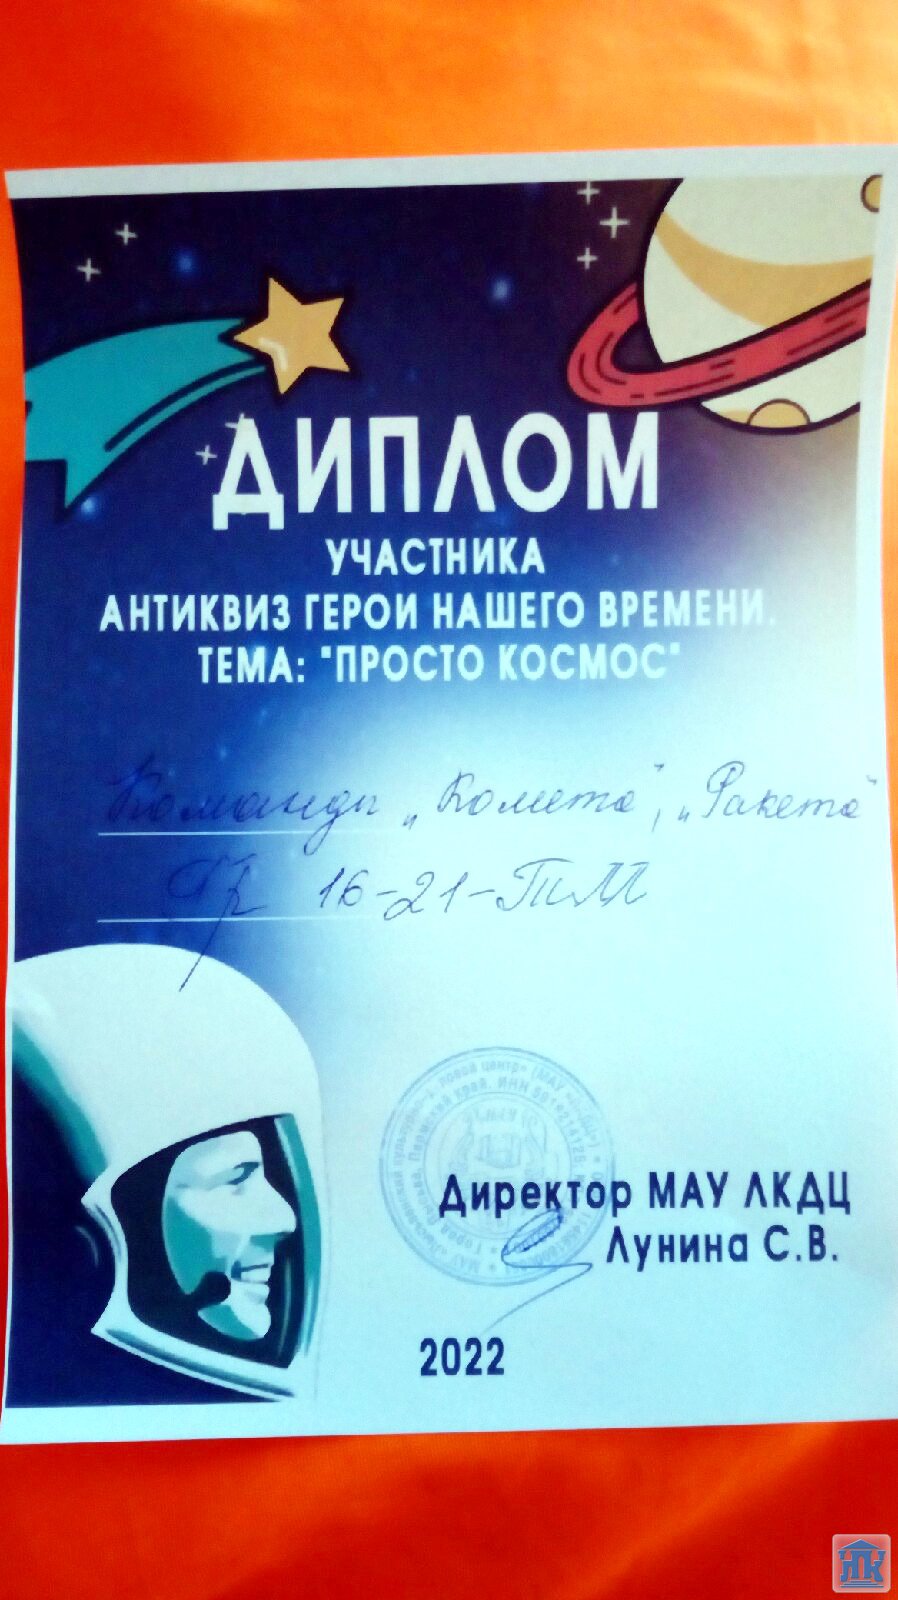 ДИПЛОМ
УЧАСТНИКА
АНТИКВИЗ ГЕРОИ НАШЕГО ВРЕМЕНИ.
ТЕМА: "ПРОСТО КОСМОС"
Команды „Комета", „Ракета"
Гр 16-21-ТиМП
Директор МАУ ЛКДЦ
Лунина С.В.
2022